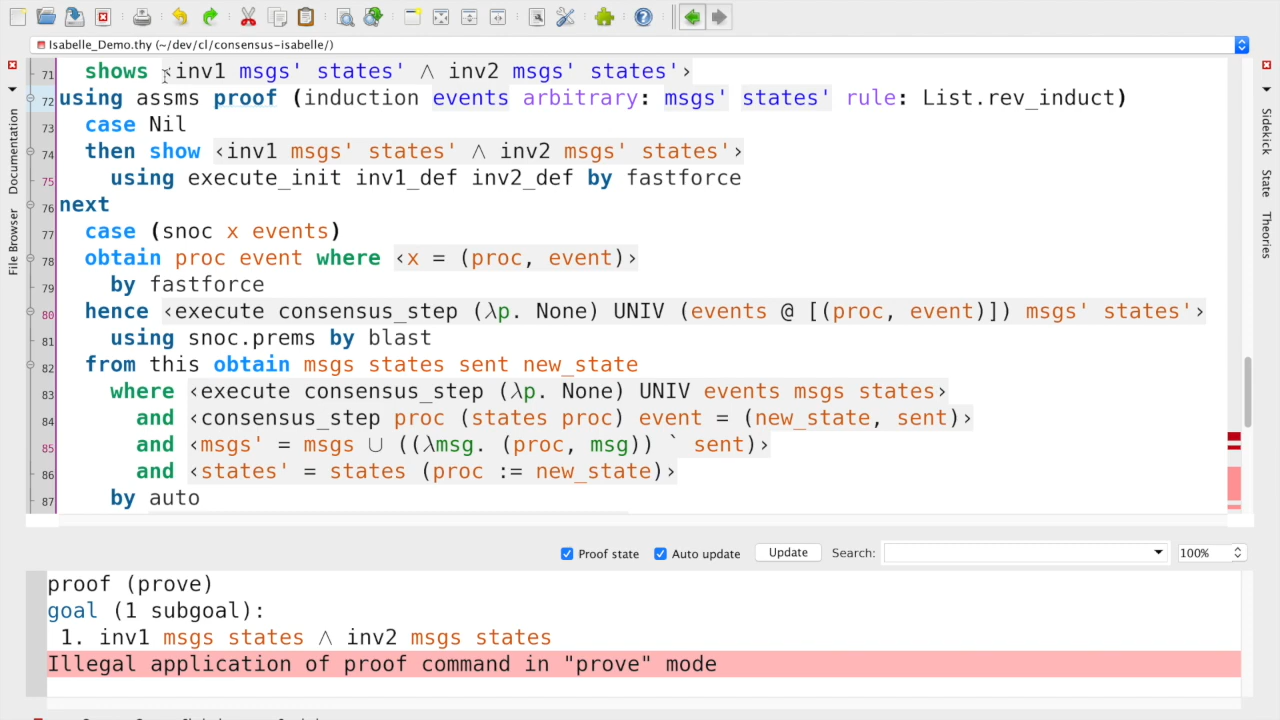 Isabelle_Demo.thy (~/dev/cl/consensus-isabelle/)
71 shows ‹inv1 msgs' states' ∧ inv2 msgs' states'›
72 using assms proof (induction events arbitrary: msgs' states' rule: List.rev_induct)
73 case Nil
74 then show ‹inv1 msgs' states' ∧ inv2 msgs' states'›
75 using execute_init inv1_def inv2_def by fastforce
76 next
77 case (snoc x events)
78 obtain proc event where ‹x = (proc, event)›
79 by fastforce
80 hence ‹execute consensus_step (λp. None) UNIV (events @ [(proc, event)]) msgs' states'›
81 using snoc.prems by blast
82 from this obtain msgs states sent new_state
83 where ‹execute consensus_step (λp. None) UNIV events msgs states›
84 and ‹consensus_step proc (states proc) event = (new_state, sent)›
85 and ‹msgs' = msgs ∪ ((λmsg. (proc, msg)) ` sent)›
86 and ‹states' = states (proc := new_state)›
87 by auto
File Browser
Documentation
Sidekick
State
Theories
Proof state
Auto update
Update
Search:
100%
proof (prove)
goal (1 subgoal):
1. inv1 msgs states ∧ inv2 msgs states
Illegal application of proof command in "prove" mode